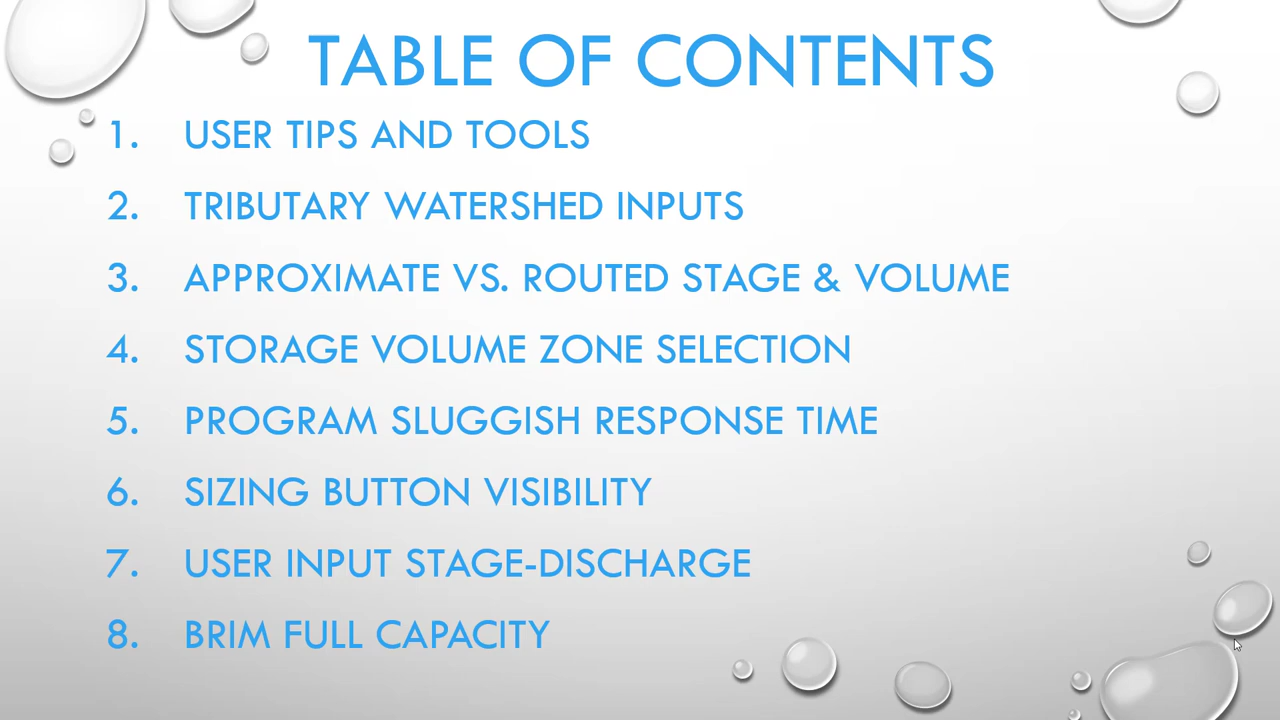 TABLE OF CONTENTS
1. USER TIPS AND TOOLS
2. TRIBUTARY WATERSHED INPUTS
3. APPROXIMATE VS. ROUTED STAGE & VOLUME
4. STORAGE VOLUME ZONE SELECTION
5. PROGRAM SLUGGISH RESPONSE TIME
6. SIZING BUTTON VISIBILITY
7. USER INPUT STAGE-DISCHARGE
8. BRIM FULL CAPACITY